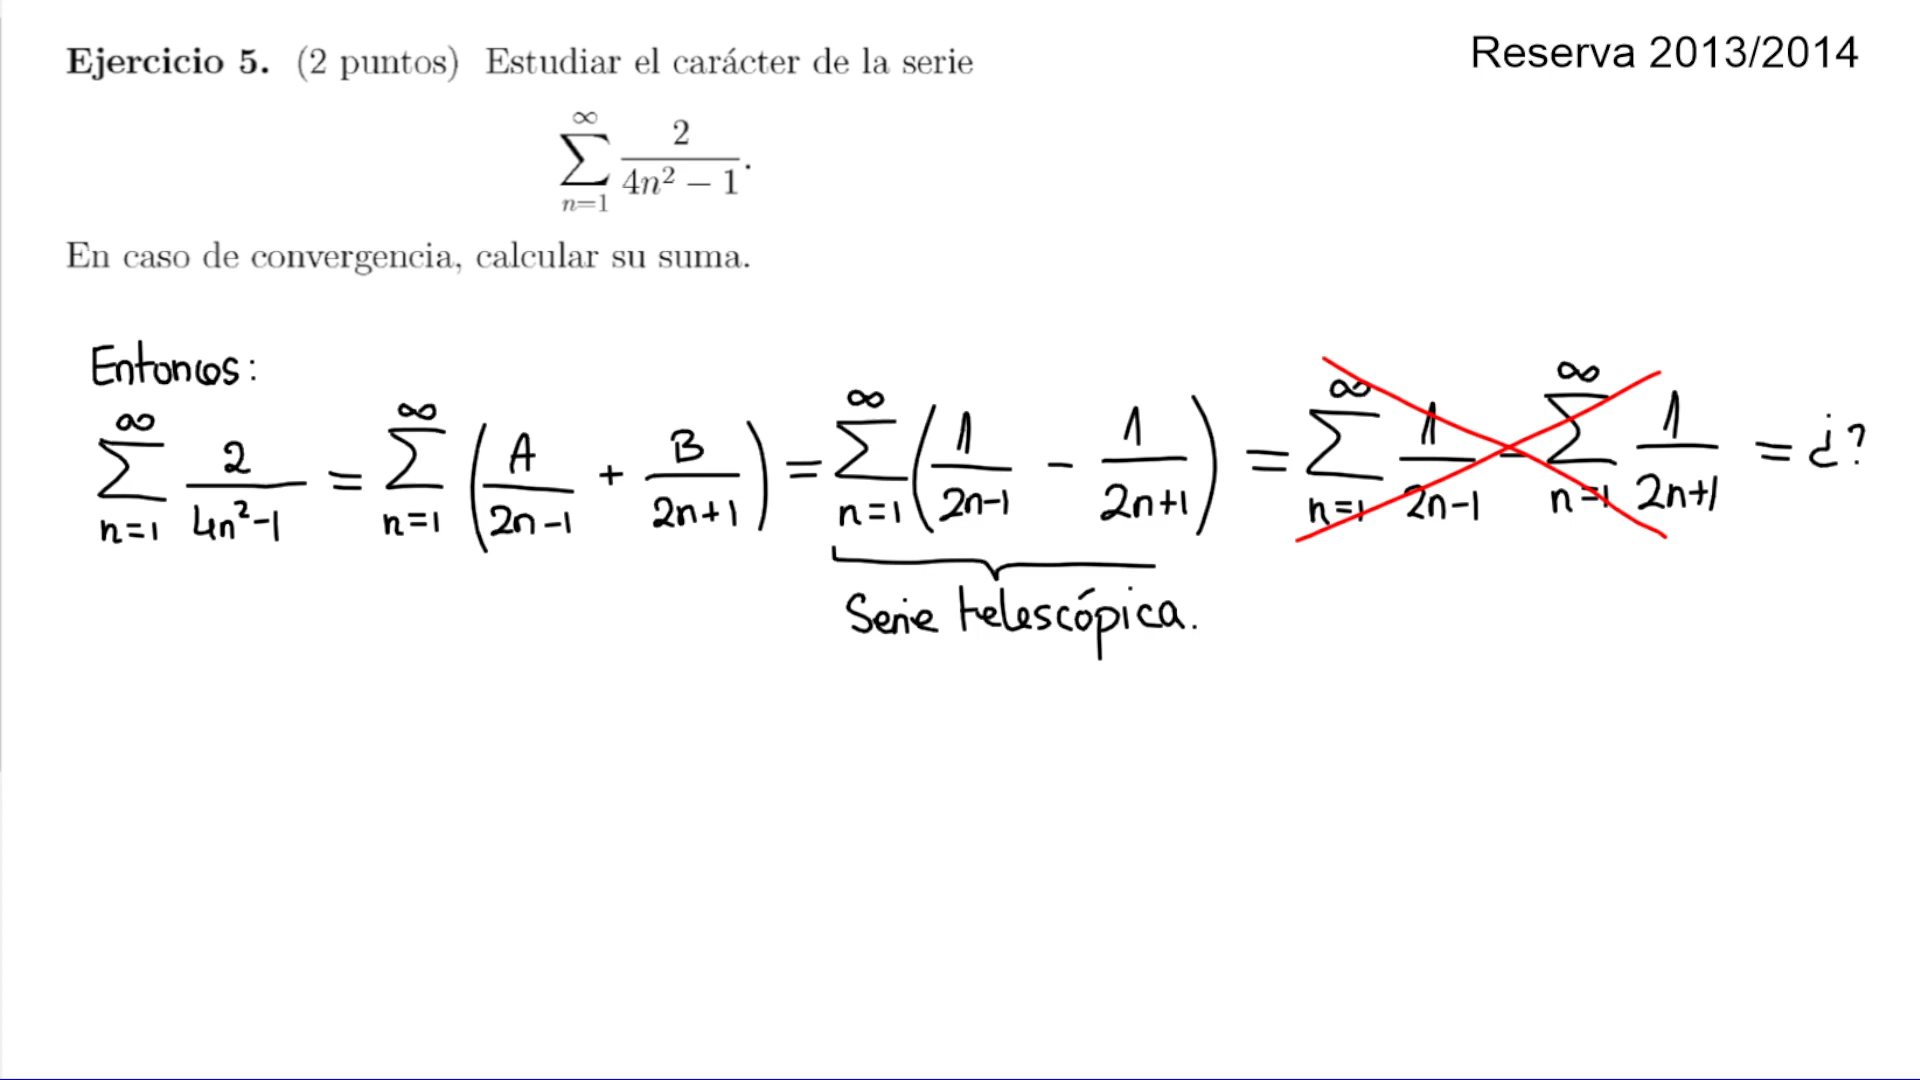 Ejercicio 5. (2 puntos) Estudiar el carácter de la serie
Reserva 2013/2014
∑_{n=1}^{∞} 2/(4n² − 1).
En caso de convergencia, calcular su suma.
Entonces:
∑_{n=1}^{∞} 2/(4n²-1) = ∑_{n=1}^{∞} (A/(2n-1) + B/(2n+1)) = ∑_{n=1}^{∞} (1/(2n-1) - 1/(2n+1)) = ∑_{n=1}^{∞} 1/(2n-1) - ∑_{n=1}^{∞} 1/(2n+1) = ¿?
Serie telescópica.